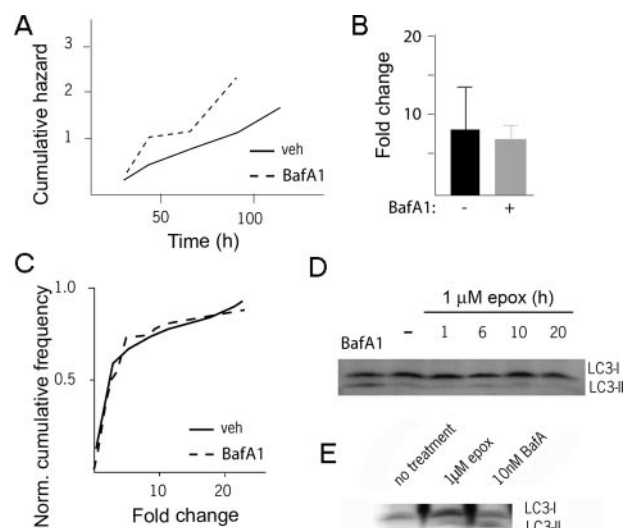 A
Cumulative hazard
3
2
1
veh
BafA1
50
100
Time (h)
B
Fold change
20
10
BafA1:
-
+
C
Norm. cumulative frequency
1.0
0.5
veh
BafA1
10
20
Fold change
D
1 μM epox (h)
BafA1
–
1
6
10
20
LC3-I
LC3-II
E
no treatment
1μM epox
10nM BafA
LC3-I
LC3-II